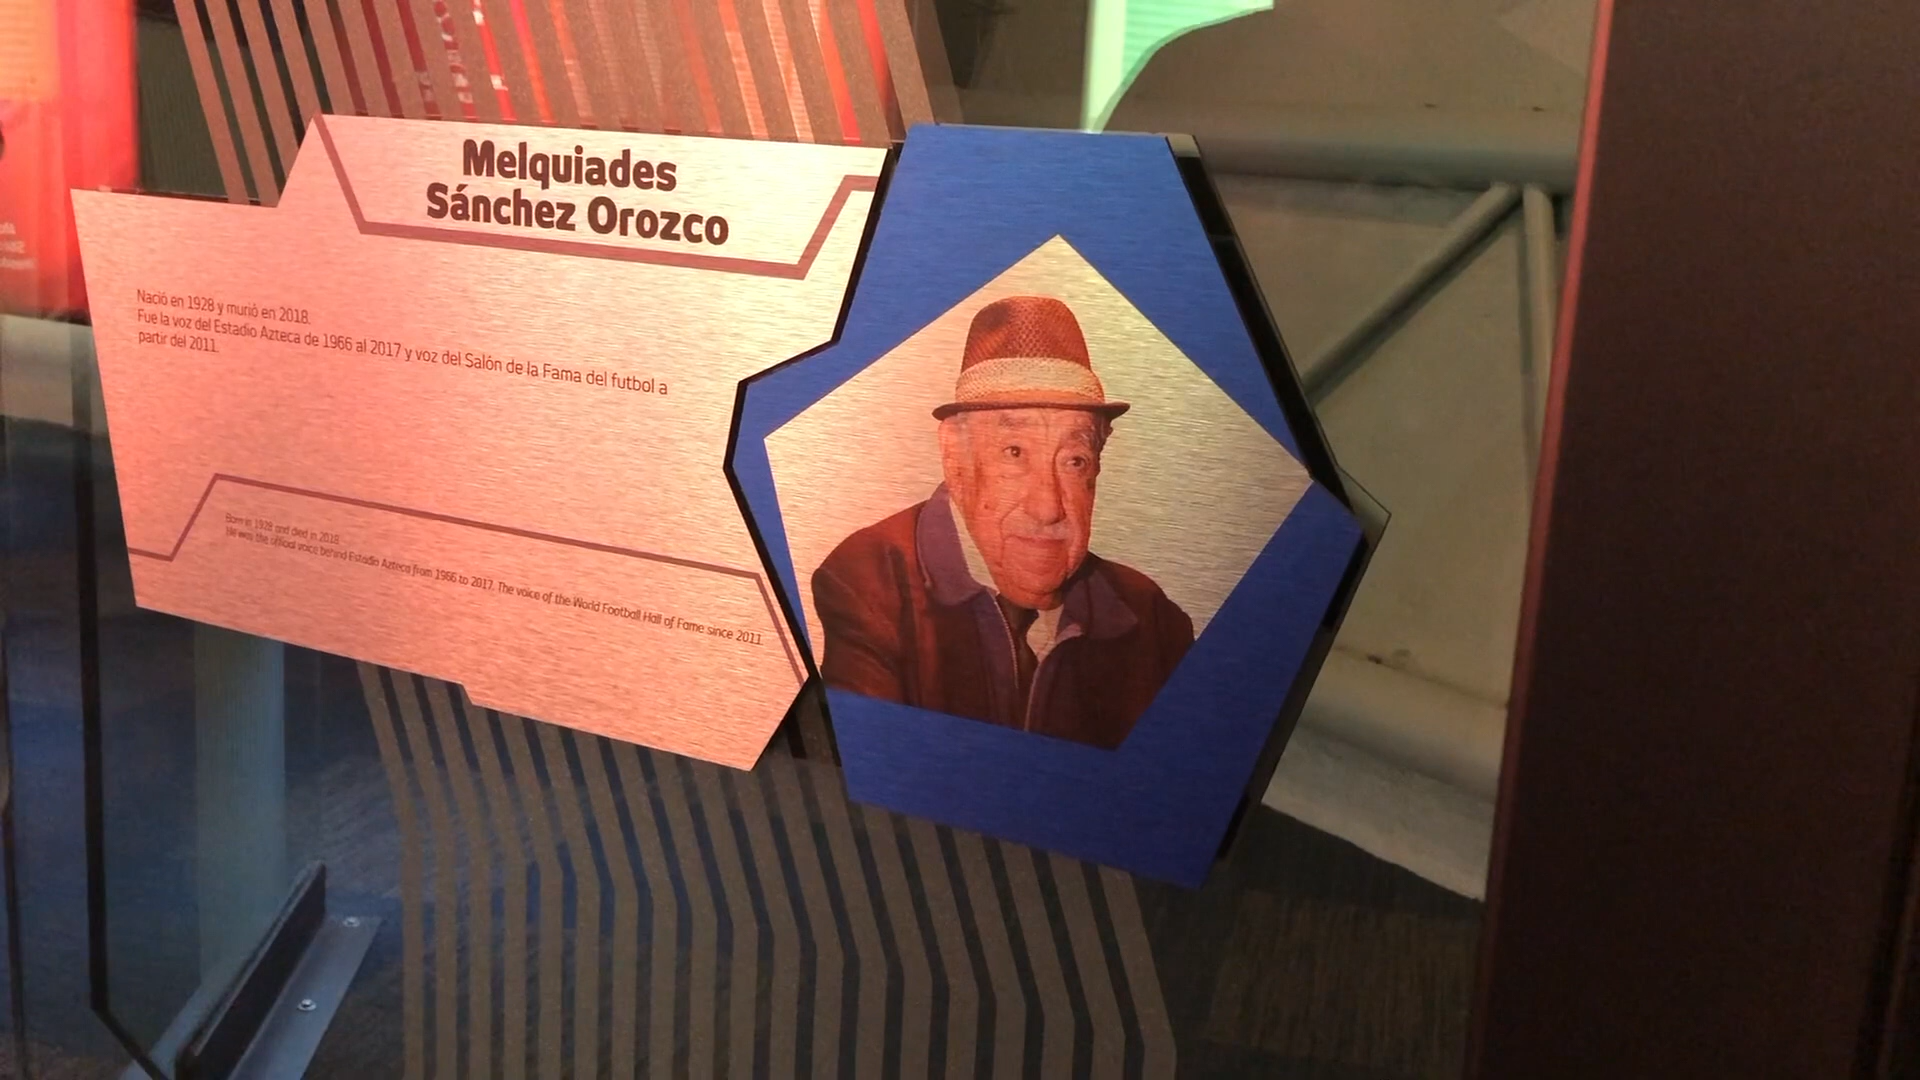 Melquiades
Sánchez Orozco
Nació en 1928 y murió en 2018.
Fue la voz del Estadio Azteca de 1966 al 2017 y voz del Salón de la Fama del futbol a
partir del 2011.
Born in 1928 and died in 2018.
He was the official voice behind Estadio Azteca from 1966 to 2017. The voice of the World Football Hall of Fame since 2011.